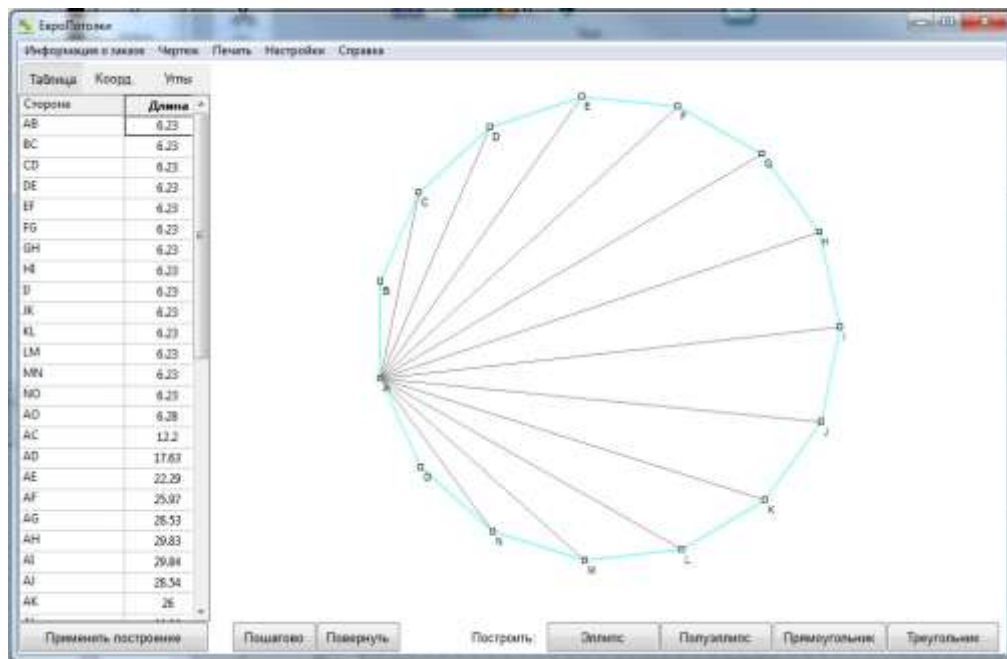 ЕвроПотолки
Информация о заказе Чертеж Печать Настройки Справка
Таблица Коорд. Углы
Сторона Длина
AB 6.23
BC 6.23
CD 6.23
DE 6.23
EF 6.23
FG 6.23
GH 6.23
HI 6.23
IJ 6.23
JK 6.23
KL 6.23
LM 6.23
MN 6.23
NO 6.23
AO 6.28
AC 12.2
AD 17.63
AE 22.29
AF 25.97
AG 28.53
AH 29.83
AI 29.84
AJ 28.54
AK 26
E
F
D
G
C
H
B
I
A
J
O
K
N
L
M
Применить построение Пошагово Повернуть Построить: Эллипс Полуэллипс Прямоугольник Треугольник